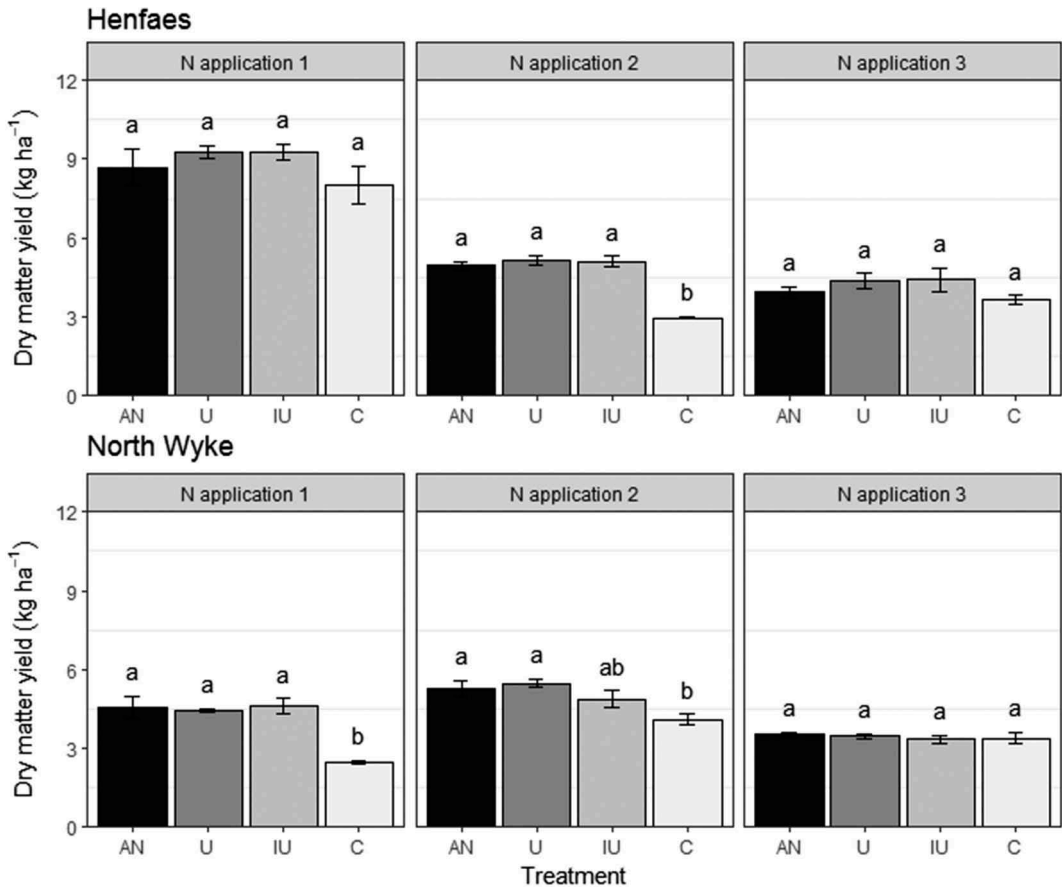 Henfaes
N application 1 N application 2 N application 3
Dry matter yield (kg ha⁻¹)
12
9
6
3
0
a a a a
a a a b
a a a a
AN U IU C AN U IU C AN U IU C
North Wyke
N application 1 N application 2 N application 3
Dry matter yield (kg ha⁻¹)
12
9
6
3
0
a a a b
a a ab b
a a a a
AN U IU C AN U IU C AN U IU C
Treatment